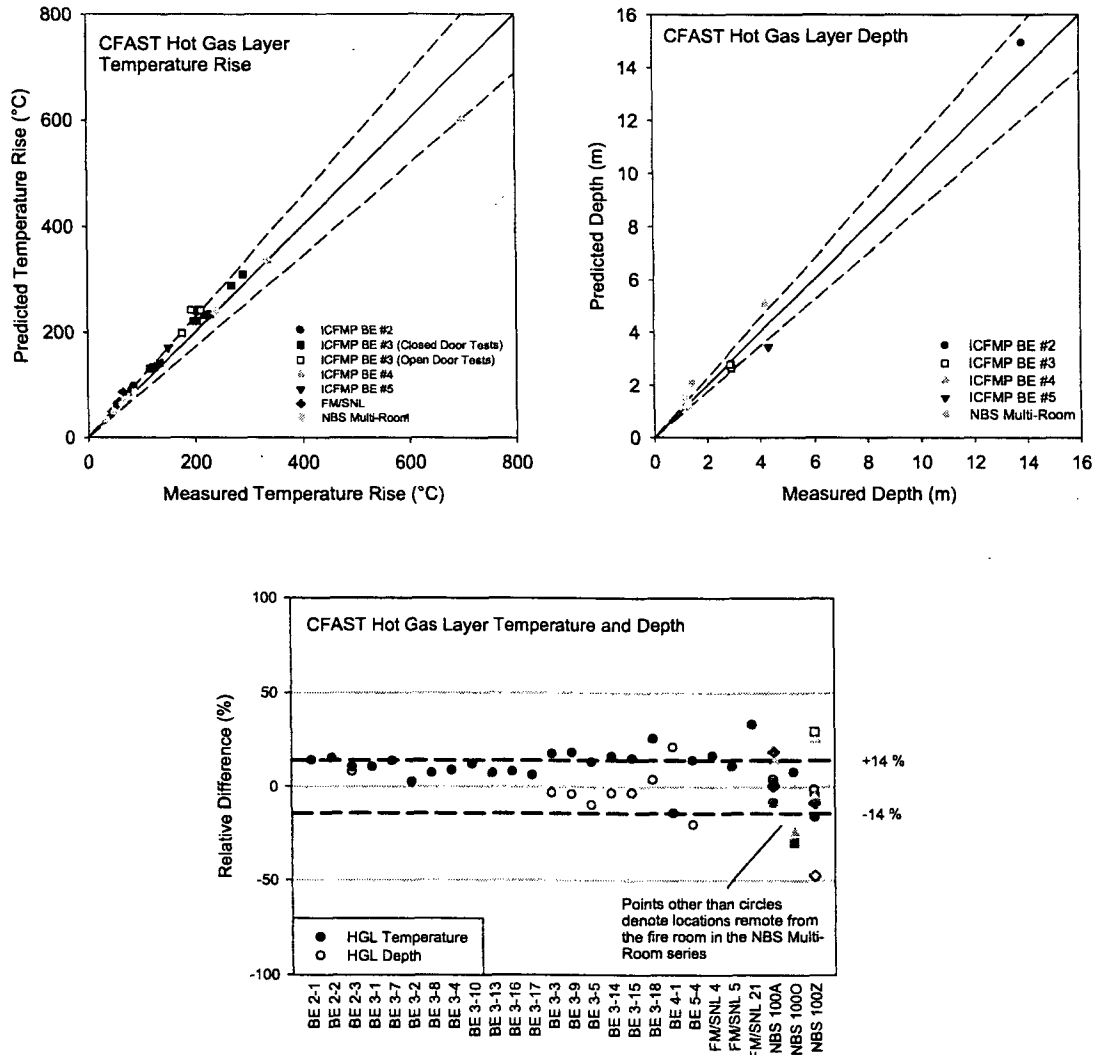 CFAST Hot Gas Layer
Temperature Rise
800
600
400
200
0
Predicted Temperature Rise (°C)
0 200 400 600 800
Measured Temperature Rise (°C)
ICFMP BE #2
ICFMP BE #3 (Closed Door Tests)
ICFMP BE #3 (Open Door Tests)
ICFMP BE #4
ICFMP BE #5
FM/SNL
NBS Multi-Room
CFAST Hot Gas Layer Depth
16
14
12
10
8
6
4
2
0
Predicted Depth (m)
0 2 4 6 8 10 12 14 16
Measured Depth (m)
ICFMP BE #2
ICFMP BE #3
ICFMP BE #4
ICFMP BE #5
NBS Multi-Room
CFAST Hot Gas Layer Temperature and Depth
100
50
0
-50
-100
Relative Difference (%)
+14 %
-14 %
Points other than circles
denote locations remote from
the fire room in the NBS Multi-
Room series
HGL Temperature
HGL Depth
BE 2-1
BE 2-2
BE 2-3
BE 3-1
BE 3-7
BE 3-2
BE 3-8
BE 3-4
BE 3-10
BE 3-13
BE 3-16
BE 3-17
BE 3-3
BE 3-9
BE 3-5
BE 3-14
BE 3-15
BE 3-18
BE 4-1
BE 5-4
FM/SNL 4
FM/SNL 5
FM/SNL 21
NBS 100A
NBS 100O
NBS 100Z